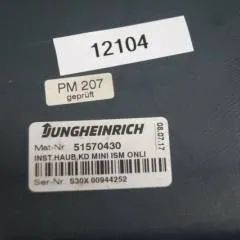 12104
PM 207
geprüft
JUNGHEINRICH
Mat-Nr. 51570430
INST.HAUB,KD MINI ISM ONLI
Ser-Nr. S30X 00944252
08.07.17